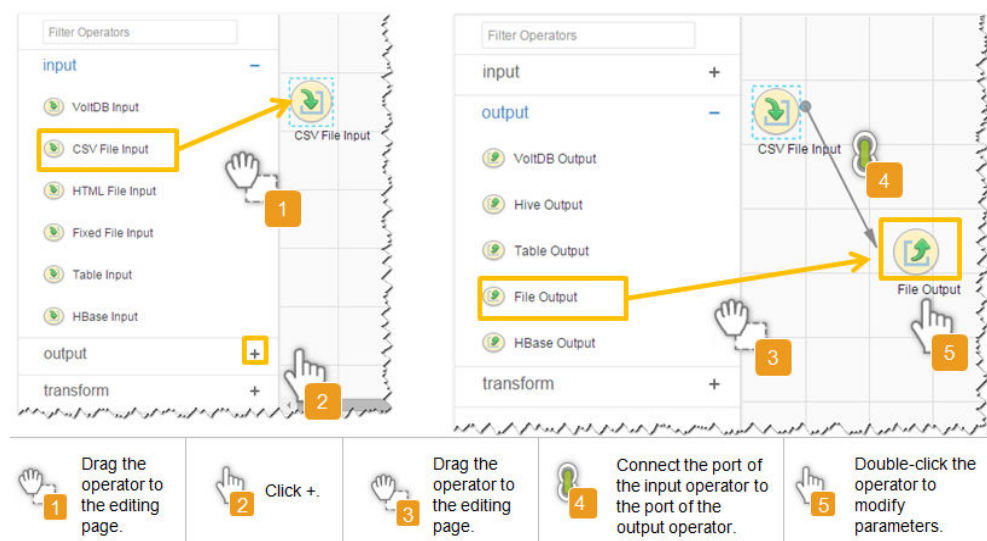 Filter Operators
input −
VoltDB Input
CSV File Input
HTML File Input
Fixed File Input
Table Input
HBase Input
output +
transform +
CSV File Input
1
2
Filter Operators
input +
output −
VoltDB Output
Hive Output
Table Output
File Output
HBase Output
transform +
CSV File Input
4
File Output
3
5
1
Drag the
operator to
the editing
page.
2
Click +.
3
Drag the
operator to
the editing
page.
4
Connect the port of
the input operator to
the port of the
output operator.
5
Double-click the
operator to
modify
parameters.